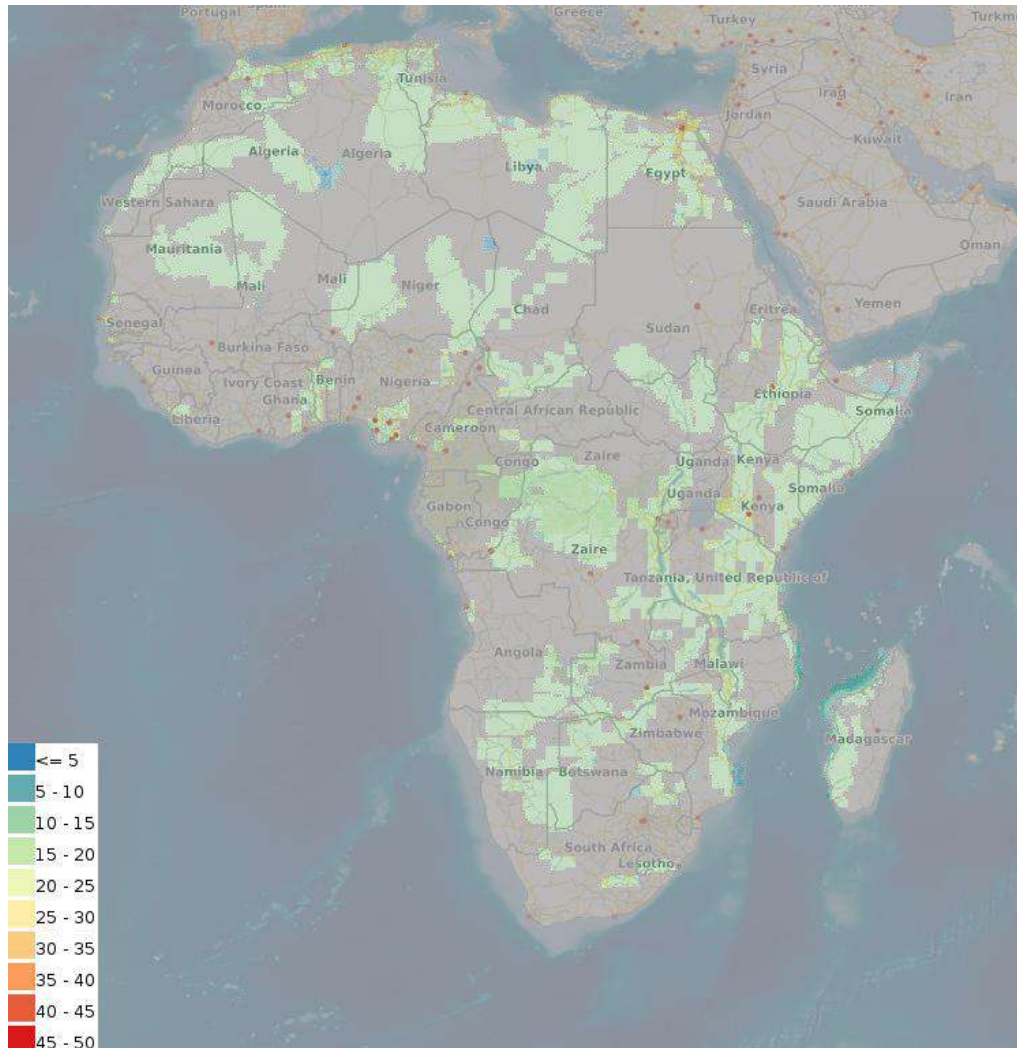 Portugal
Greece
Turkey
Turkm
Syria
Tunisia
Iraq
Iran
Morocco
Jordan
Kuwait
Algeria
Algeria
Libya
Egypt
Western Sahara
Saudi Arabia
Mauritania
Oman
Mali
Mali
Niger
Chad
Yemen
Senegal
Sudan
Eritrea
Burkina Faso
Guinea
Ivory Coast
Benin
Nigeria
Ethiopia
Ghana
Liberia
Central African Republic
Somalia
Cameroon
Congo
Zaire
Uganda
Kenya
Somalia
Uganda
Gabon
Kenya
Congo
Zaire
Tanzania, United Republic of
Angola
Zambia
Malawi
Mozambique
Zimbabwe
Madagascar
Namibia
Botswana
South Africa
Lesotho
<= 5
5 - 10
10 - 15
15 - 20
20 - 25
25 - 30
30 - 35
35 - 40
40 - 45
45 - 50